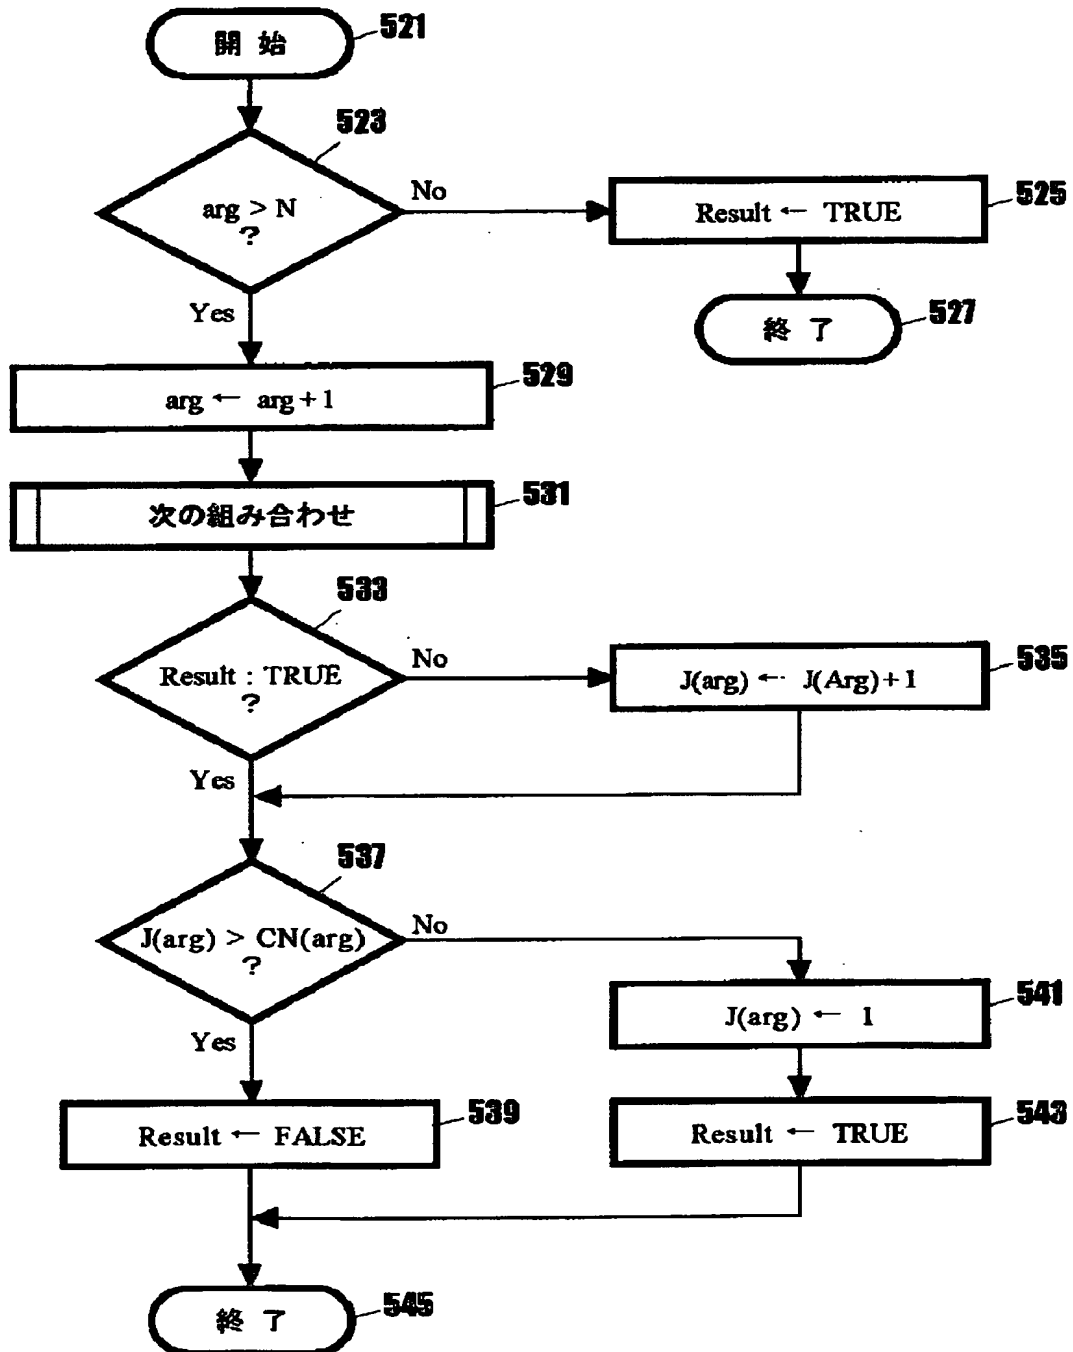 開始
521
523
arg > N
?
No
Yes
Result ← TRUE
525
終了
527
arg ← arg+1
529
次の組み合わせ
531
533
Result : TRUE
?
No
Yes
J(arg) ← J(Arg)+1
535
537
J(arg) > CN(arg)
?
No
Yes
J(arg) ← 1
541
Result ← FALSE
539
Result ← TRUE
543
終了
545